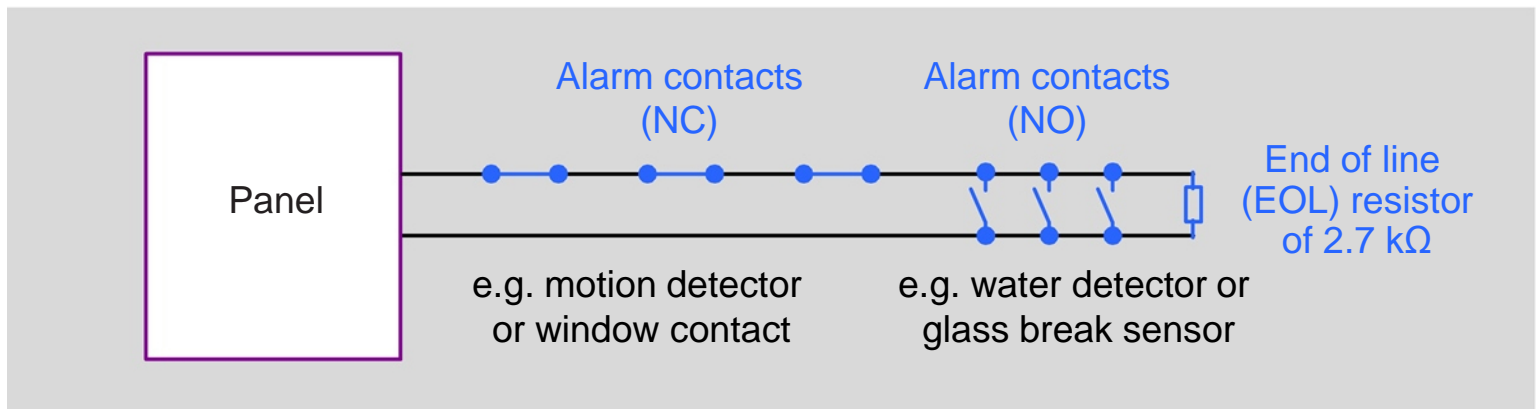 Alarm contacts
(NC)
Alarm contacts
(NO)
End of line
(EOL) resistor
of 2.7 kΩ
Panel
e.g. motion detector
or window contact
e.g. water detector or
glass break sensor